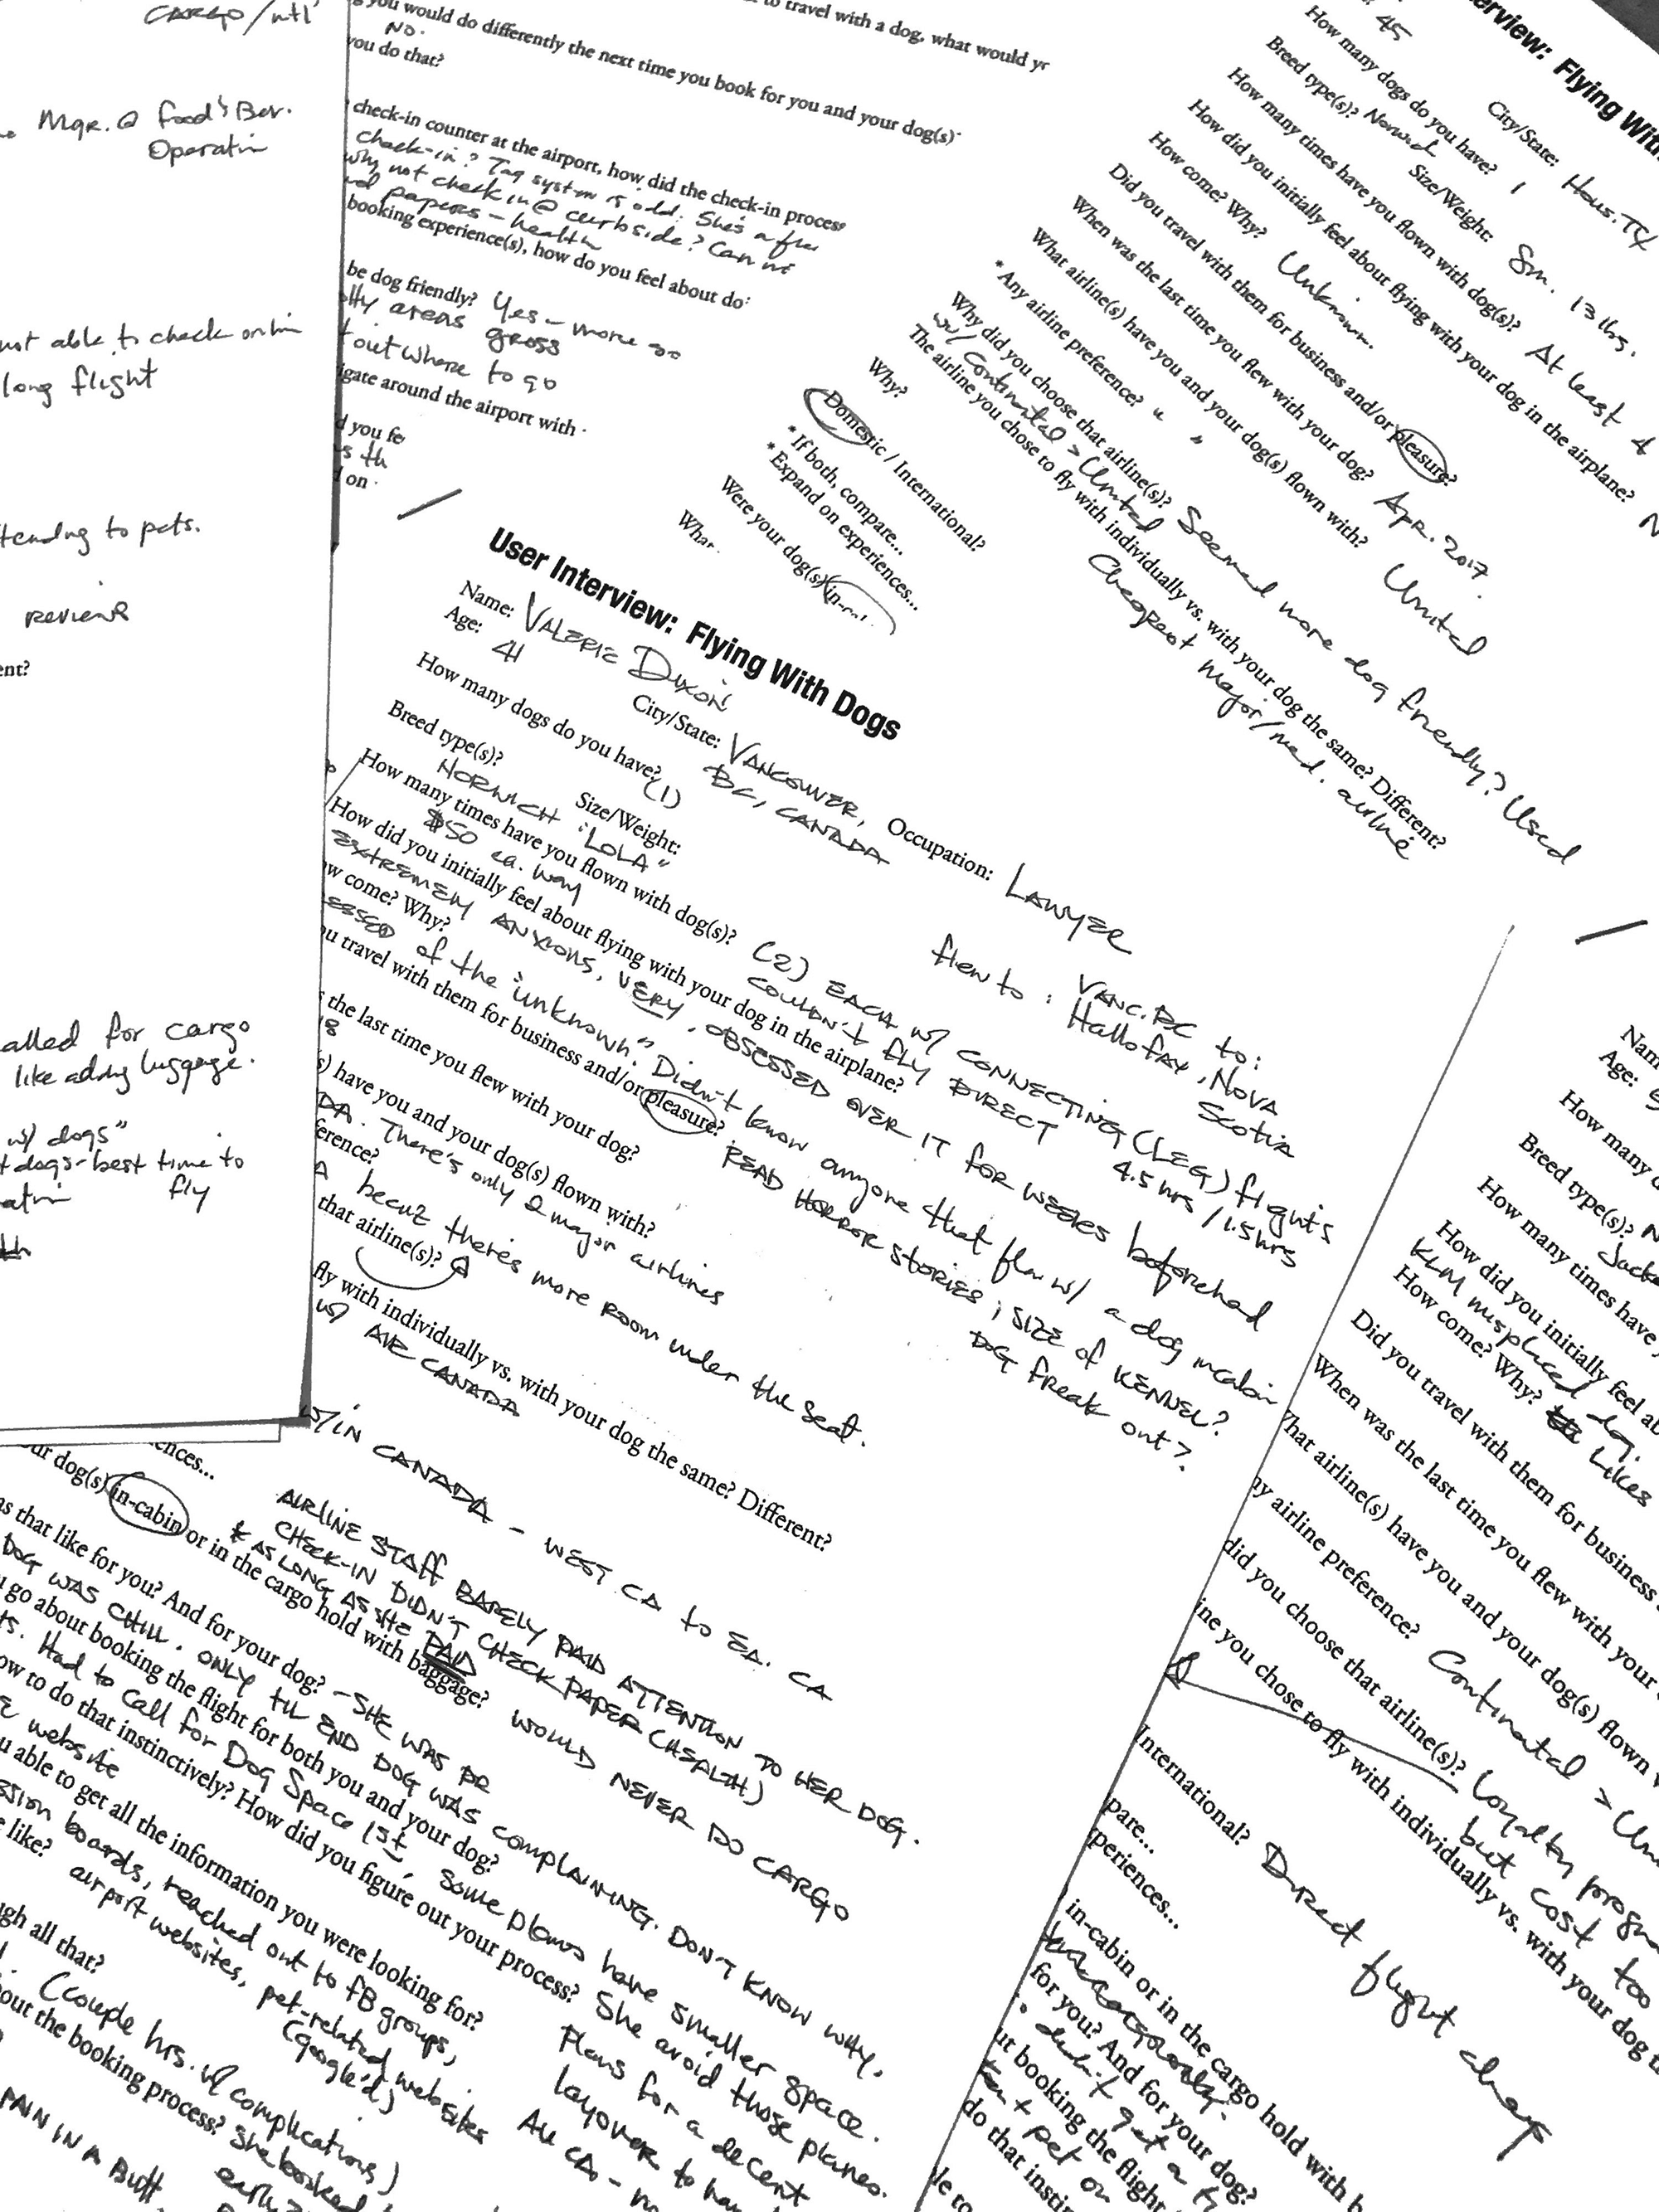 CARGO/intl
Mgr. @ Food & Bev.
Operatin
not able to check onlin
long flight
tending to pets.
reviews
ent?
alled for cargo
like adding luggage.
w/ dogs"
dogs - best time to
fly
to travel with a dog, what would yo
you would do differently the next time you book for you and your dog(s)
No.
you do that?
check-in counter at the airport, how did the check-in process
check-in? Tag system is old. She's a
why not check in @ curbside? Can
papers - health
booking experience(s), how do you feel about do
be dog friendly? Yes - more so
areas gross
out where to go
gate around the airport with
d you fe
d on
erview: Flying With
45
City/State: Hous. TX
How many dogs do you have? 1
Breed type(s)? Norwich Size/Weight: Sm. 13 lbs.
How many times have you flown with dog(s)? At least 4
How did you initially feel about flying with your dog in the airplane? N
How come? Why? Unknown.
Did you travel with them for business and/or pleasure?
When was the last time you flew with your dog? Apr. 2017
What airline(s) have you and your dog(s) flown with? United
* Any airline preference? " "
Why did you choose that airline(s)? Seemed more dog friendly? Used
w/ Continental > United
The airline you chose to fly with individually vs. with your dog the same? Different?
Why? Cheapest major/med. airline
Domestic / International?
* If both, compare...
* Expand on experiences...
Were your dog(s) in-
What
User Interview: Flying With Dogs
Name: VALERIE DIXON
Age: 41 City/State: VANCOUVER, Occupation: LAWYER
BC, CANADA
How many dogs do you have? (1)
flew to: VANC. BC to:
Hallofax, Nova
Scotia
Breed type(s)? Size/Weight:
NORWICH "LOLA"
How many times have you flown with dog(s)? (2) EACH w/ CONNECTING (LEG) flights
$50 ea. way COULDN'T FLY DIRECT 4.5 hrs / 1.5 hrs
How did you initially feel about flying with your dog in the airplane?
EXTREMELY ANXIOUS, VERY, OBSESSED OVER IT for weeks beforehand
ow come? Why?
of the "unknown." Didn't know anyone that flew w/ a dog incabin
ou travel with them for business and/or pleasure? READ HORROR STORIES; SIZE of KENNEL?
DOG freak out?
s the last time you flew with your dog?
18
s) have you and your dog(s) flown with?
DA. There's only 2 major airlines
ference?
A becuz there's more room under the seat.
that airline(s)?
fly with individually vs. with your dog the same? Different?
w/ AIR CANADA
w/in CANADA - WEST. CA to EA. CA
ences...
AIRLINE STAFF BARELY PAID ATTENTION TO HER DOG.
CHECK-IN DIDN'T CHECK PAPER (HEALTH)
* AS LONG AS SHE PAID
our dog(s) in-cabin or in the cargo hold with baggage? WOULD NEVER DO CARGO
as that like for you? And for your dog? - SHE WAS
DOG WAS CHILL. ONLY TIL END DOG WAS COMPLAINING. DON'T KNOW WHY.
u go about booking the flight for both you and your dog?
ts. Had to call for Dog Space 1st. Some planes have smaller space.
ow to do that instinctively? How did you figure out your process? She avoid those planes.
website Plans for a decent
layover to
u able to get all the information you were looking for?
ssion boards, reached out to FB groups,
like? airport websites, pet-related websites
(google'd)
ugh all that?
(couple hrs. w/ complications)
out the booking process? She booked
PAIN IN A Butt.
Nam
Age: 5
How many d
Breed type(s)? N
Jack
How many times have y
How did you initially feel ab
KLM misplaced dog.
How come? Why? Likes
Did you travel with them for business
When was the last time you flew with your
What airline(s) have you and your dog(s) flown
ny airline preference? Continental > Un
did you choose that airline(s)? Loyalty progra
but cost too
ine you chose to fly with individually vs. with your dog t
International? Direct flight always
pare...
xperiences...
in-cabin or in the cargo hold with b
for you? And for your dog?
didn't get a
ut booking the flight
pet on
do that insti
le to